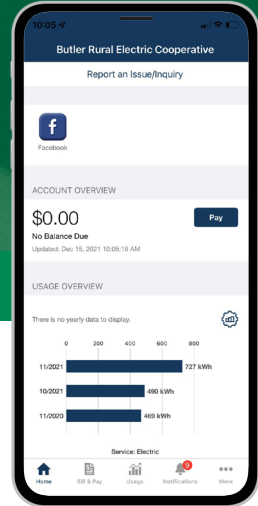 10:05
Butler Rural Electric Cooperative
Report an Issue/Inquiry
f
Facebook
ACCOUNT OVERVIEW
$0.00
Pay
No Balance Due
Updated: Dec 15, 2021 10:05:18 AM
USAGE OVERVIEW
There is no yearly data to display.
0 200 400 600 800
11/2021 727 kWh
10/2021 490 kWh
11/2020 469 kWh
Service: Electric
9
Home Bill & Pay Usage Notifications More